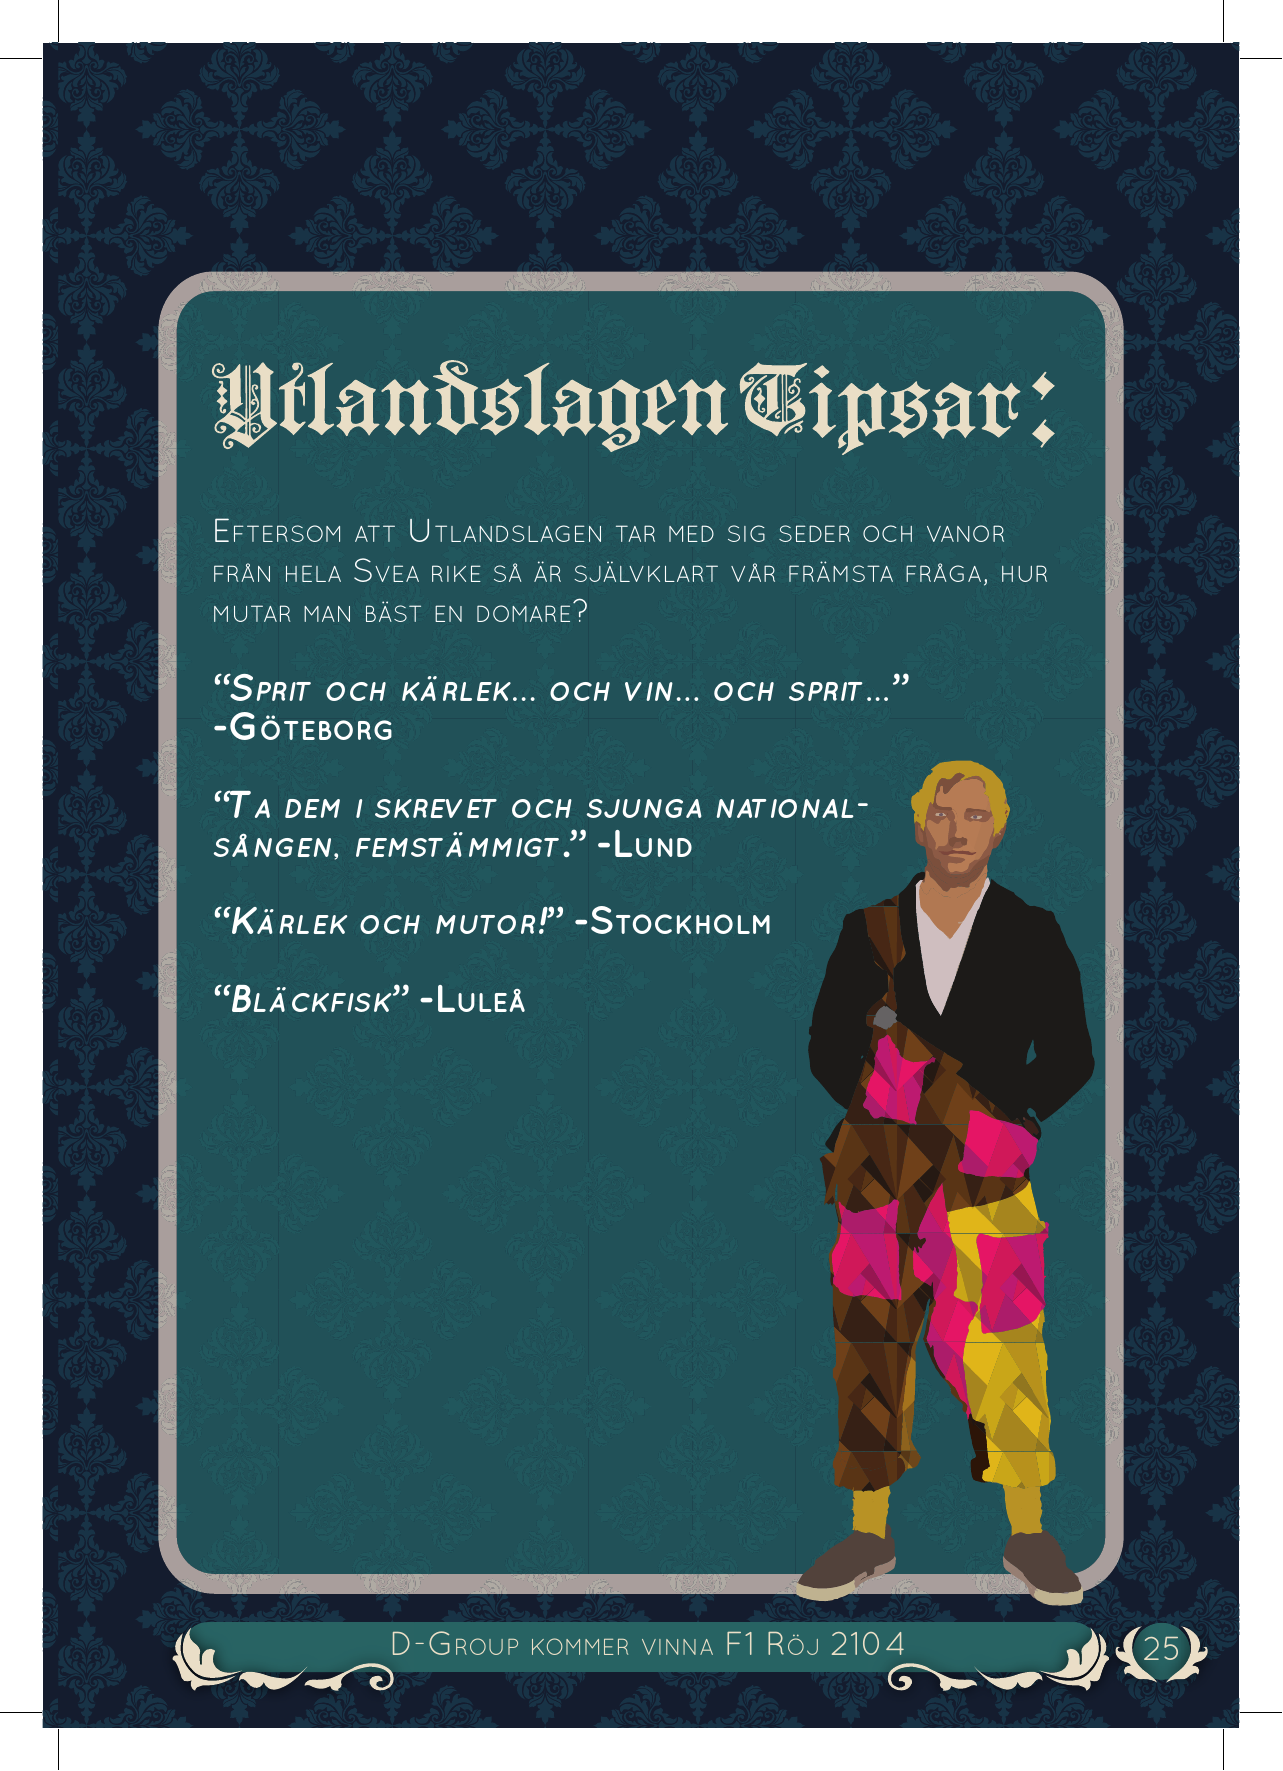 Utlandslagen Tipsar:
Eftersom att Utlandslagen tar med sig seder och vanor
från hela Svea rike så är självklart vår främsta fråga, hur
mutar man bäst en domare?
“Sprit och kärlek... och vin... och sprit...”
-Göteborg
“Ta dem i skrevet och sjunga national-
sången, femstämmigt.” -Lund
“Kärlek och mutor!” -Stockholm
“Bläckfisk” -Luleå
D-Group kommer vinna F1 Röj 2104
25